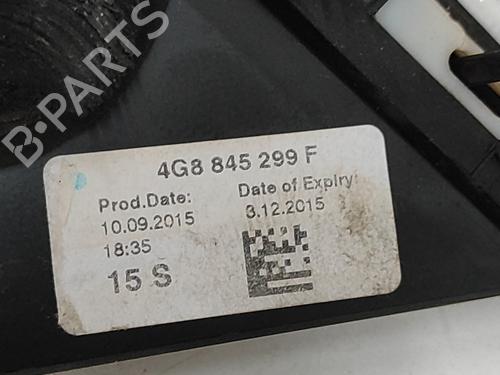 B-PARTS
4G8 845 299 F
Prod.Date:
10.09.2015
18:35
15 S
Date of Expiry:
3.12.2015